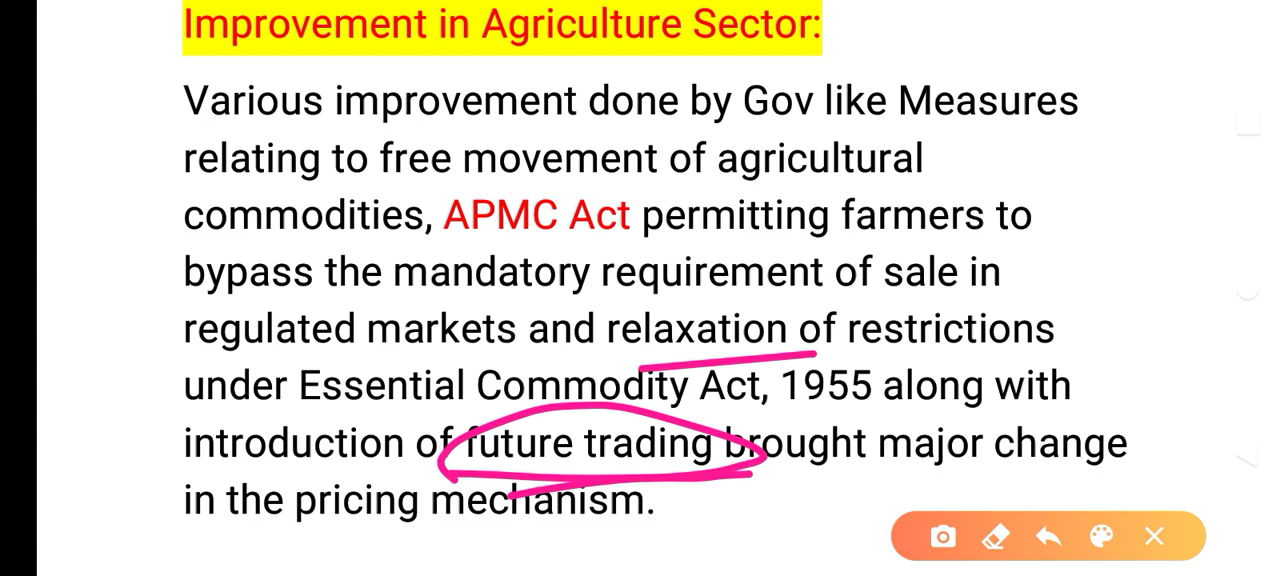 Improvement in Agriculture Sector:
Various improvement done by Gov like Measures
relating to free movement of agricultural
commodities, APMC Act permitting farmers to
bypass the mandatory requirement of sale in
regulated markets and relaxation of restrictions
under Essential Commodity Act, 1955 along with
introduction of future trading brought major change
in the pricing mechanism.